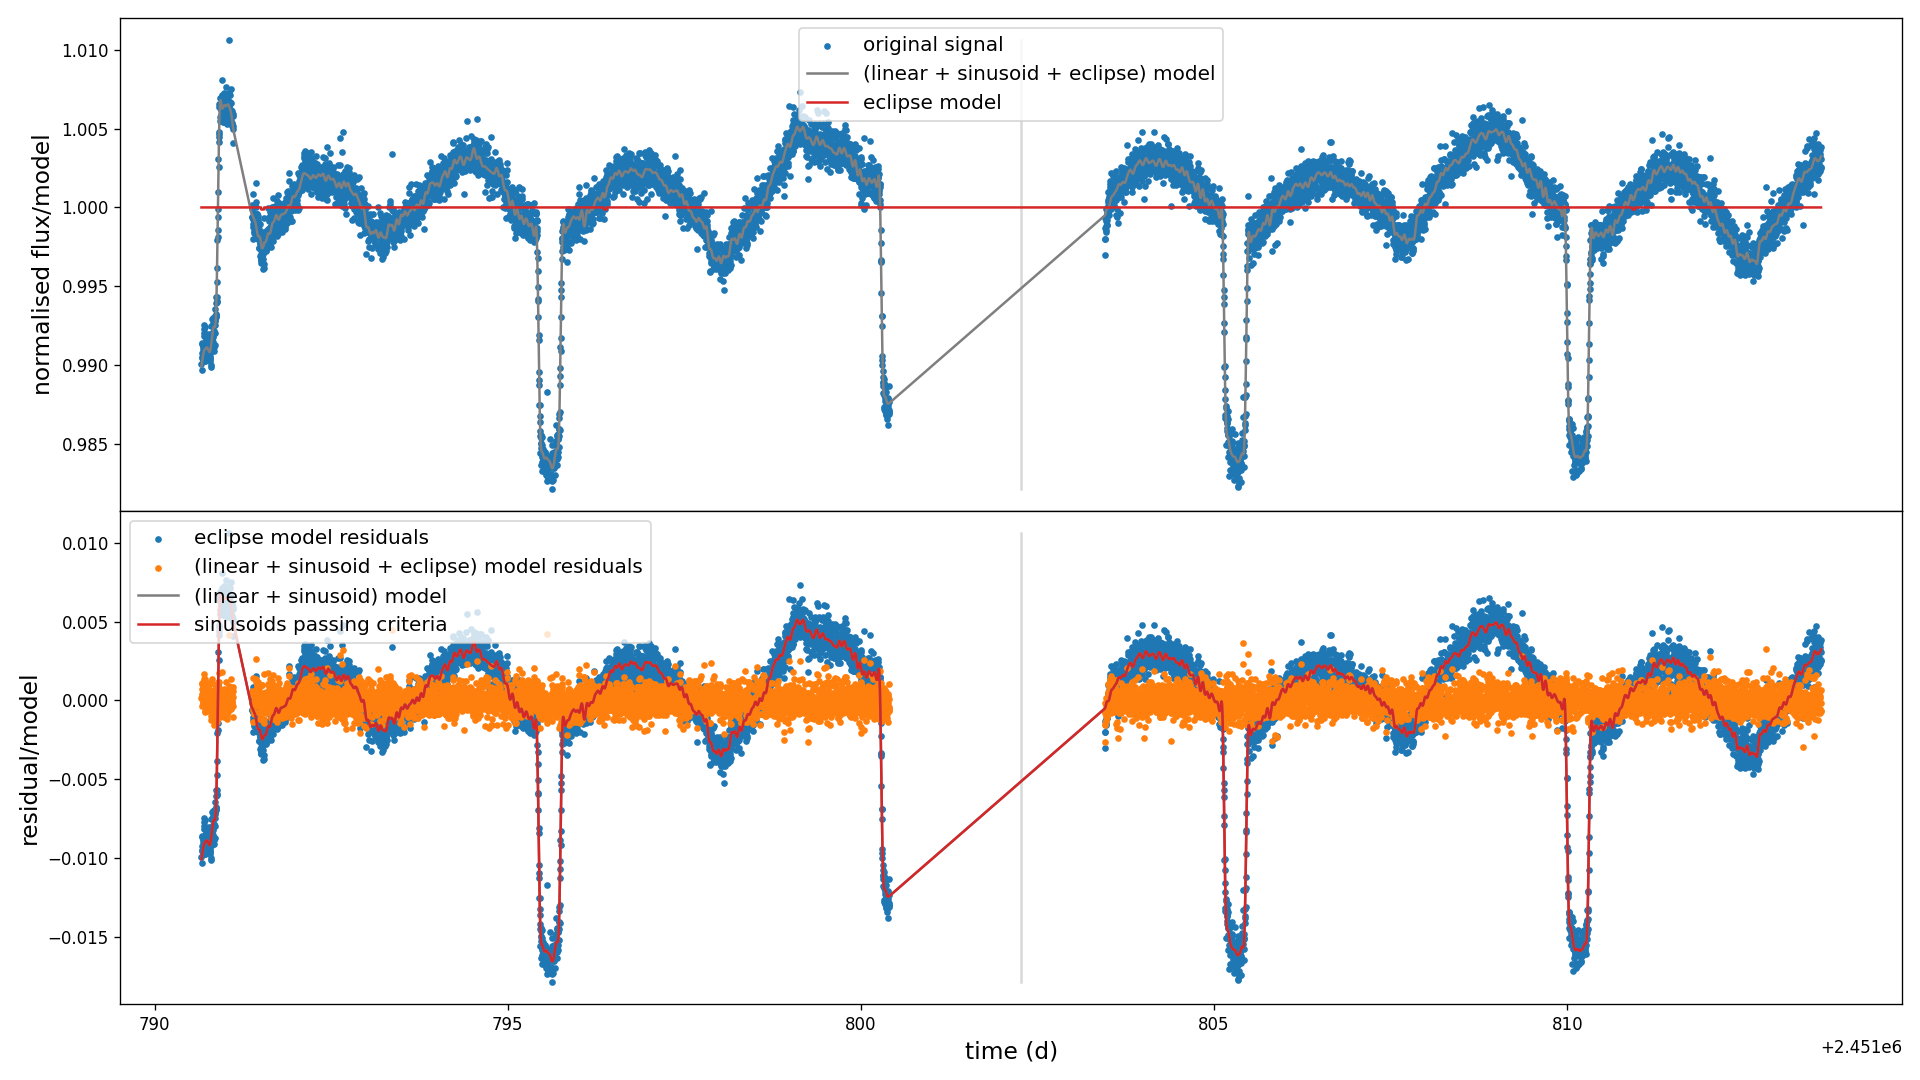 original signal
(linear + sinusoid + eclipse) model
eclipse model
normalised flux/model
1.010
1.005
1.000
0.995
0.990
0.985
eclipse model residuals
(linear + sinusoid + eclipse) model residuals
(linear + sinusoid) model
sinusoids passing criteria
residual/model
0.010
0.005
0.000
−0.005
−0.010
−0.015
790
795
800
805
810
time (d)
+2.451e6